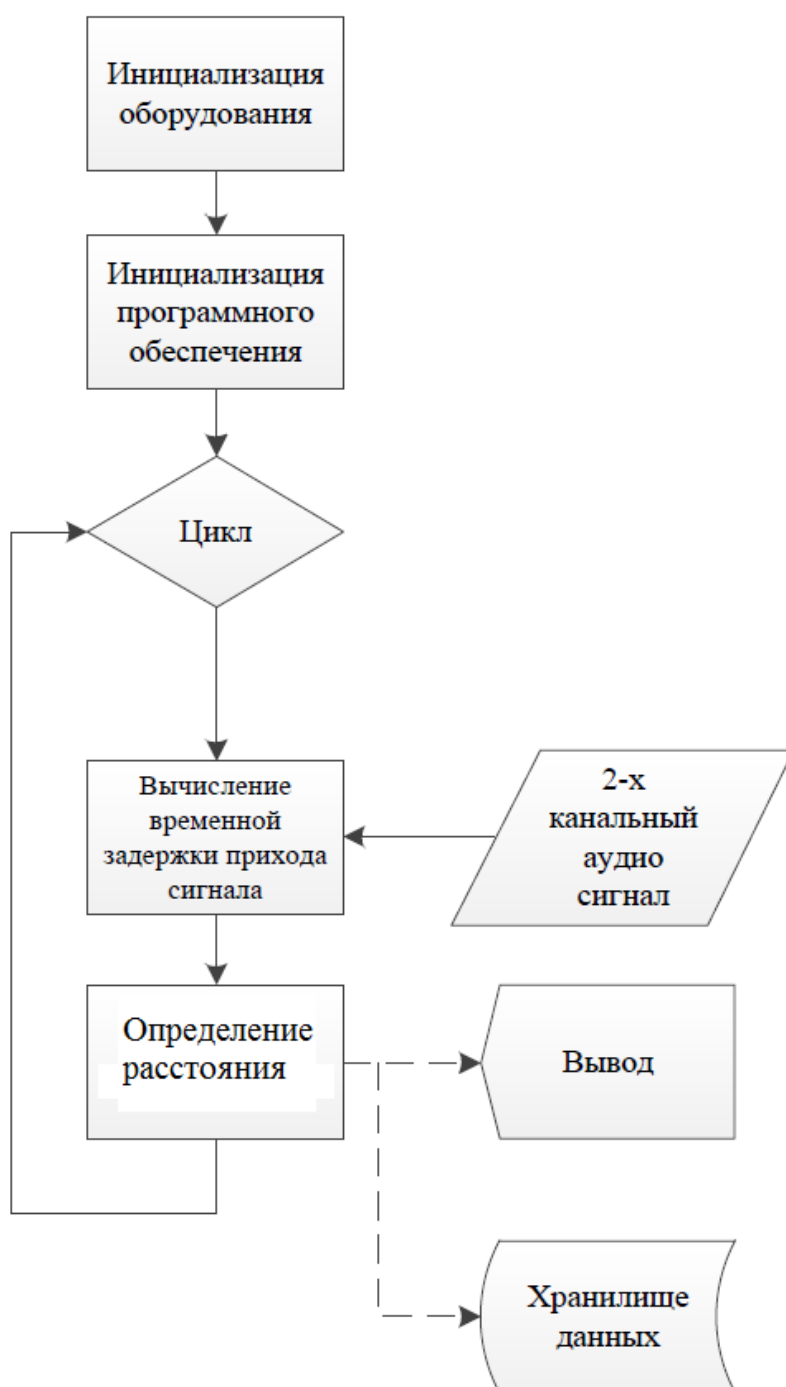 Инициализация
оборудования
Инициализация
программного
обеспечения
Цикл
Вычисление
временной
задержки прихода
сигнала
2-х
канальный
аудио
сигнал
Определение
расстояния
Вывод
Хранилище
данных